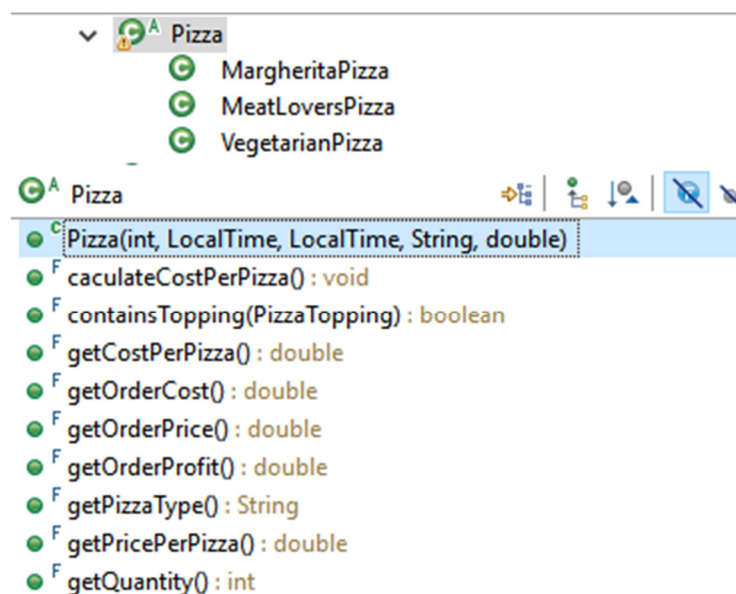 A Pizza
C MargheritaPizza
C MeatLoversPizza
C VegetarianPizza
C A Pizza
C Pizza(int, LocalTime, LocalTime, String, double)
F caculateCostPerPizza() : void
F containsTopping(PizzaTopping) : boolean
F getCostPerPizza() : double
F getOrderCost() : double
F getOrderPrice() : double
F getOrderProfit() : double
F getPizzaType() : String
F getPricePerPizza() : double
F getQuantity() : int